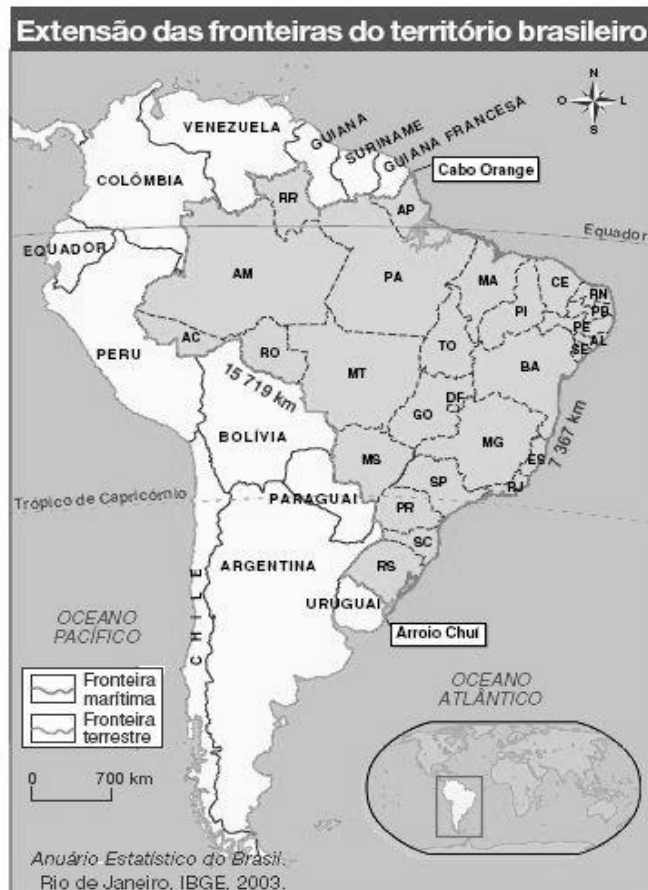 Extensão das fronteiras do território brasileiro
N
O L
S
VENEZUELA
GUIANA
SURINAME
GUIANA FRANCESA
Cabo Orange
COLÔMBIA
RR
AP
Equador
EQUADOR
AM
PA
MA
CE
RN
PB
PI
PE
AL
SE
AC
PERU
RO
TO
BA
MT
15 719 km
DF
GO
7 367 km
BOLÍVIA
MG
ES
MS
SP
RJ
Trópico de Capricórnio
PARAGUAI
PR
SC
ARGENTINA
RS
CHILE
URUGUAI
OCEANO
PACÍFICO
Arroio Chuí
Fronteira
marítima
Fronteira
terrestre
OCEANO
ATLÂNTICO
0 700 km
Anuário Estatístico do Brasil.
Rio de Janeiro, IBGE, 2003.